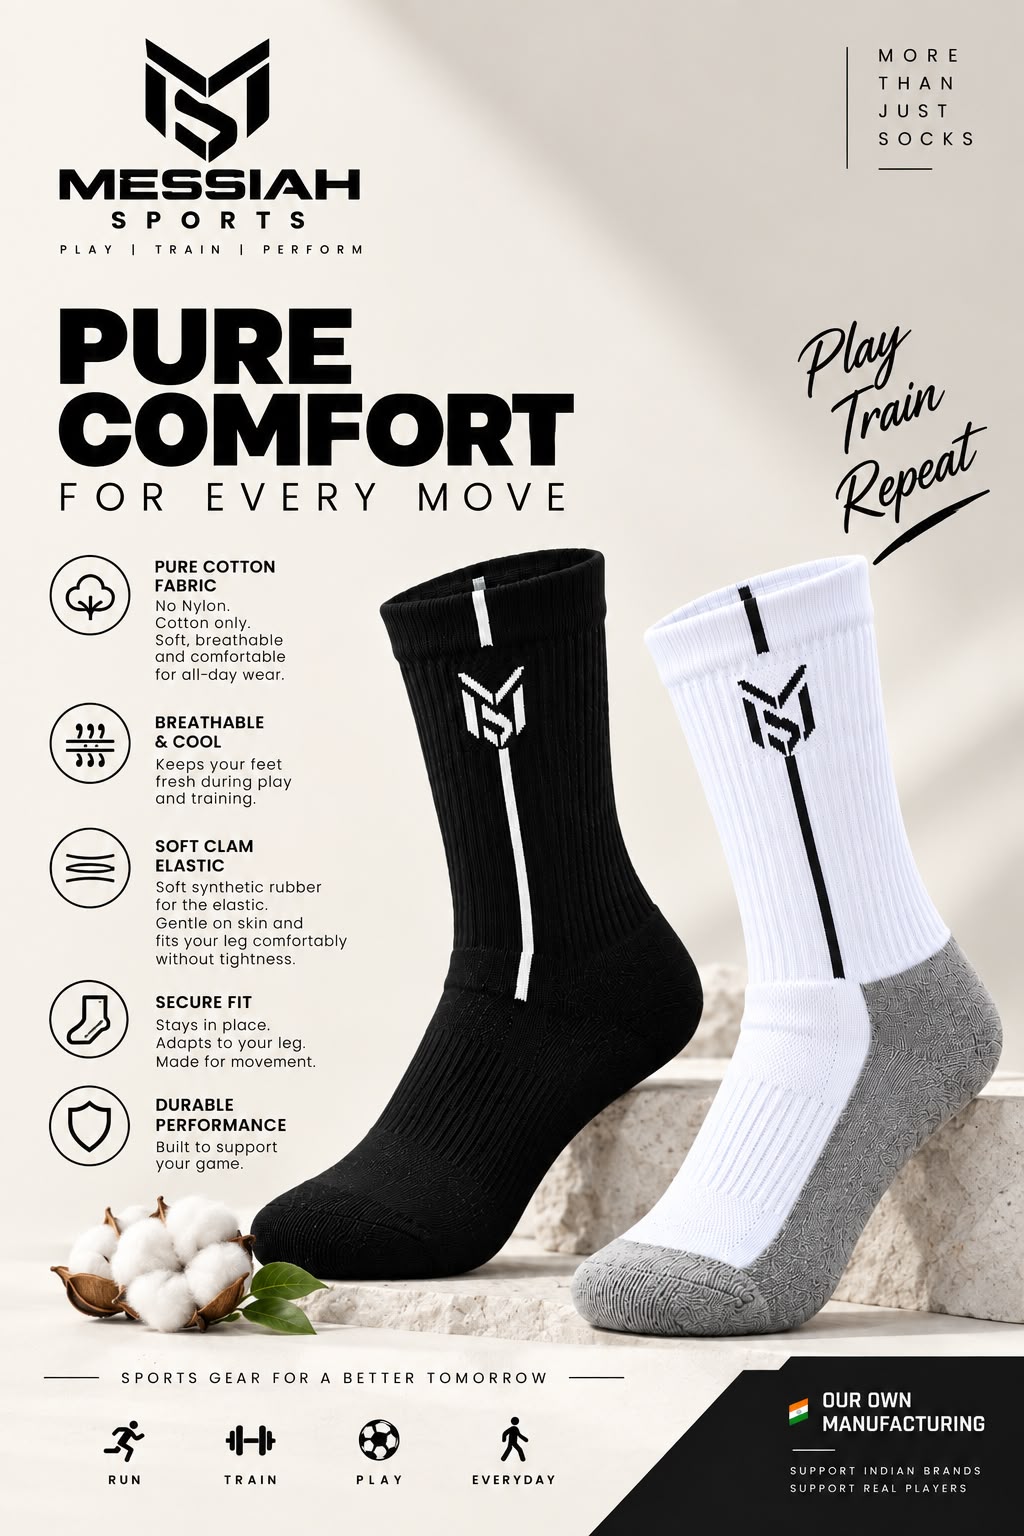 MESSIAH
SPORTS
PLAY | TRAIN | PERFORM
MORE
THAN
JUST
SOCKS
PURE
COMFORT
FOR EVERY MOVE
Play
Train
Repeat
PURE COTTON
FABRIC
No Nylon.
Cotton only.
Soft, breathable
and comfortable
for all-day wear.
BREATHABLE
& COOL
Keeps your feet
fresh during play
and training.
SOFT CLAM
ELASTIC
Soft synthetic rubber
for the elastic.
Gentle on skin and
fits your leg comfortably
without tightness.
SECURE FIT
Stays in place.
Adapts to your leg.
Made for movement.
DURABLE
PERFORMANCE
Built to support
your game.
SPORTS GEAR FOR A BETTER TOMORROW
RUN
TRAIN
PLAY
EVERYDAY
OUR OWN
MANUFACTURING
SUPPORT INDIAN BRANDS
SUPPORT REAL PLAYERS